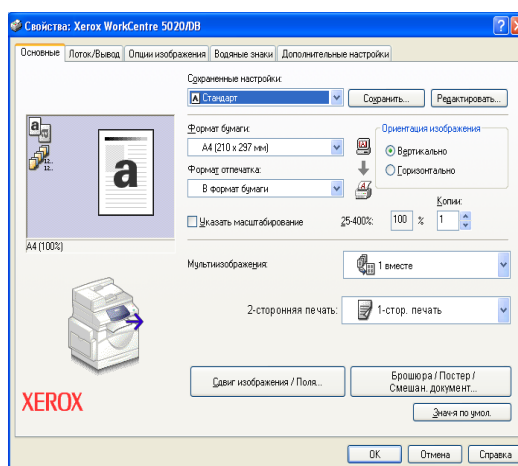 Свойства: Xerox WorkCentre 5020/DB
Основные Лоток/Вывод Опции изображения Водяные знаки Дополнительные настройки
Сохраненные настройки:
Стандарт Сохранить... Редактировать...
Формат бумаги: Ориентация изображения
A4 (210 x 297 мм) Вертикально
Формат отпечатка: Горизонтально
В формат бумаги
Копии:
Указать масштабирование 25-400%: 100 % 1
A4 (100%)
Мультиизображения: 1 вместе
2-сторонняя печать: 1-стор. печать
Сдвиг изображения / Поля... Брошюра / Постер /
Смешан. документ...
XEROX
Знач-я по умол.
OK Отмена Справка